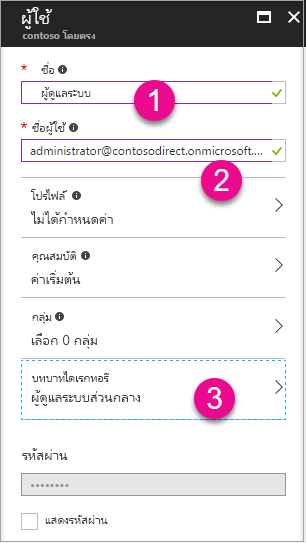 ผู้ใช้
contoso โดยตรง
* ชื่อ
ผู้ดูแลระบบ
1
* ชื่อผู้ใช้
administrator@contosodirect.onmicrosoft....
2
โปรไฟล์
ไม่ได้กำหนดค่า
คุณสมบัติ
ค่าเริ่มต้น
กลุ่ม
เลือก 0 กลุ่ม
บทบาทไดเรกทอรี
ผู้ดูแลระบบส่วนกลาง
3
รหัสผ่าน
••••••••
แสดงรหัสผ่าน